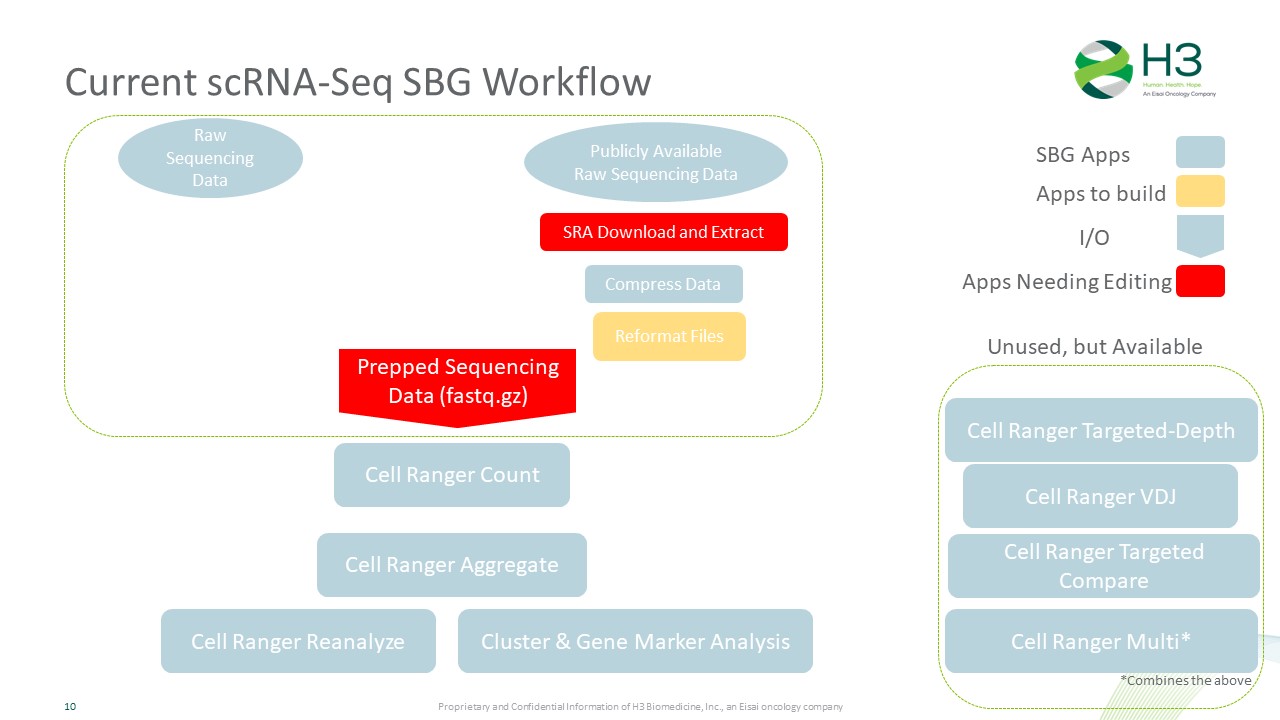 Current scRNA-Seq SBG Workflow
H3
Human. Health. Hope.
An Eisai Oncology Company
Raw
Sequencing
Data
Publicly Available
Raw Sequencing Data
SRA Download and Extract
Compress Data
Reformat Files
Prepped Sequencing
Data (fastq.gz)
Cell Ranger Count
Cell Ranger Aggregate
Cell Ranger Reanalyze
Cluster & Gene Marker Analysis
SBG Apps
Apps to build
I/O
Apps Needing Editing
Unused, but Available
Cell Ranger Targeted-Depth
Cell Ranger VDJ
Cell Ranger Targeted
Compare
Cell Ranger Multi*
*Combines the above
10
Proprietary and Confidential Information of H3 Biomedicine, Inc., an Eisai oncology company